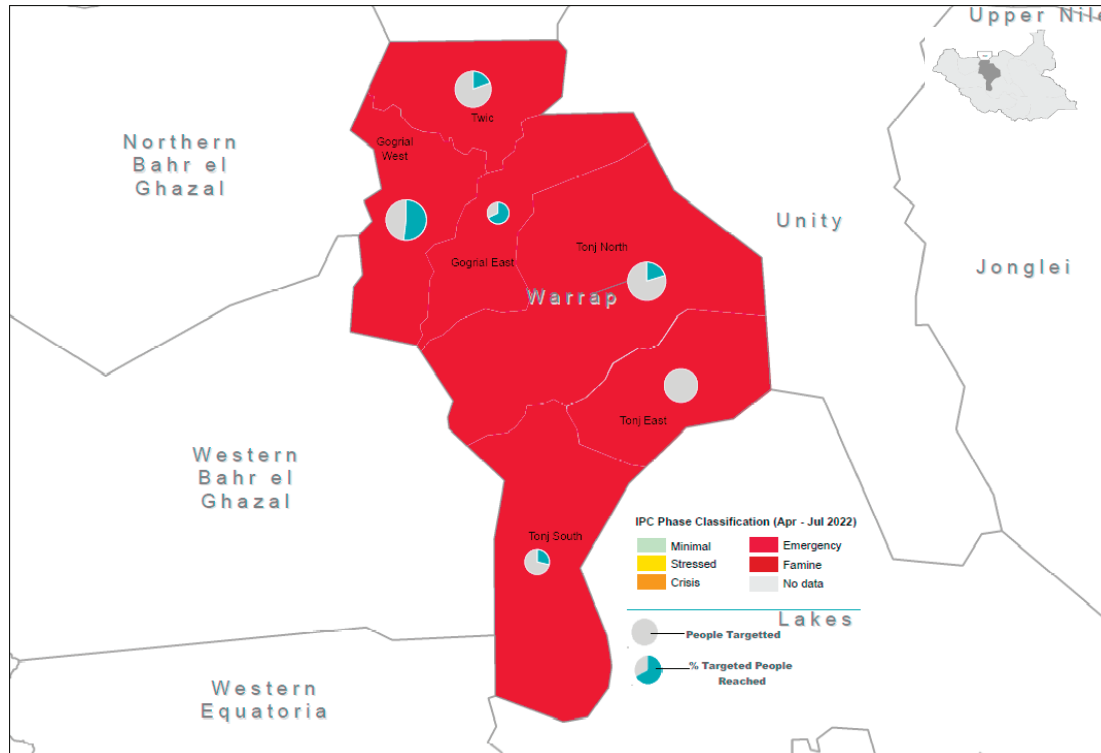 Upper Nile
Northern
Bahr el
Ghazal
Twic
Gogrial
West
Unity
Tonj North
Gogrial East
Jonglei
Warrap
Tonj East
Western
Bahr el
Ghazal
Tonj South
IPC Phase Classification (Apr - Jul 2022)
Minimal
Emergency
Stressed
Famine
Crisis
No data
Lakes
People Targetted
% Targeted People
Reached
Western
Equatoria